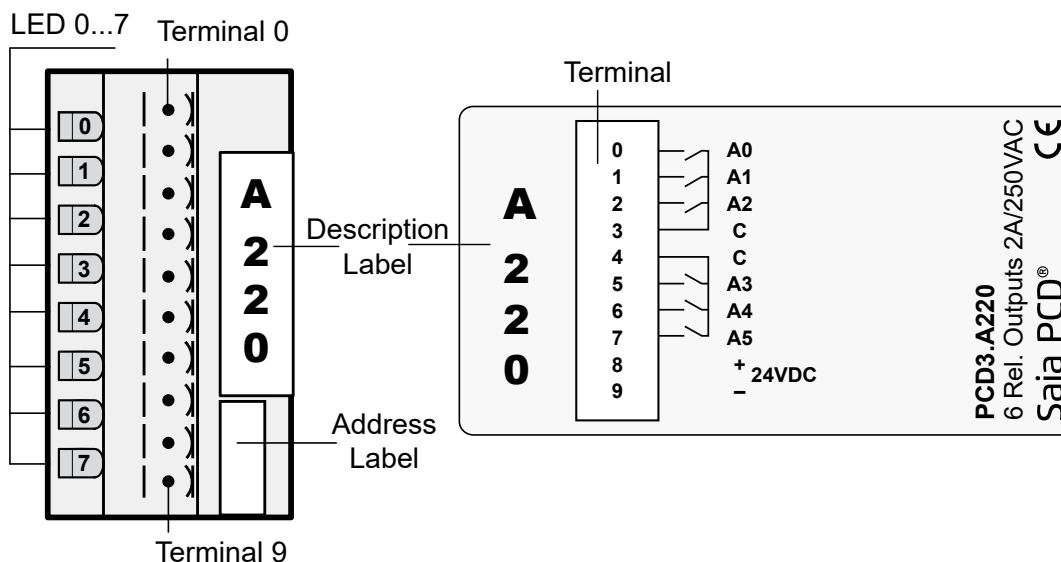 LED 0...7
Terminal 0
0
1
2
3
4
5
6
7
A
2
2
0
Description
Label
Address
Label
Terminal 9
Terminal
A
2
2
0
0 A0
1 A1
2 A2
3 C
4 C
5 A3
6 A4
7 A5
8 +
24VDC
9 –
PCD3.A220
6 Rel. Outputs 2A/250VAC
Saia PCD®
CE